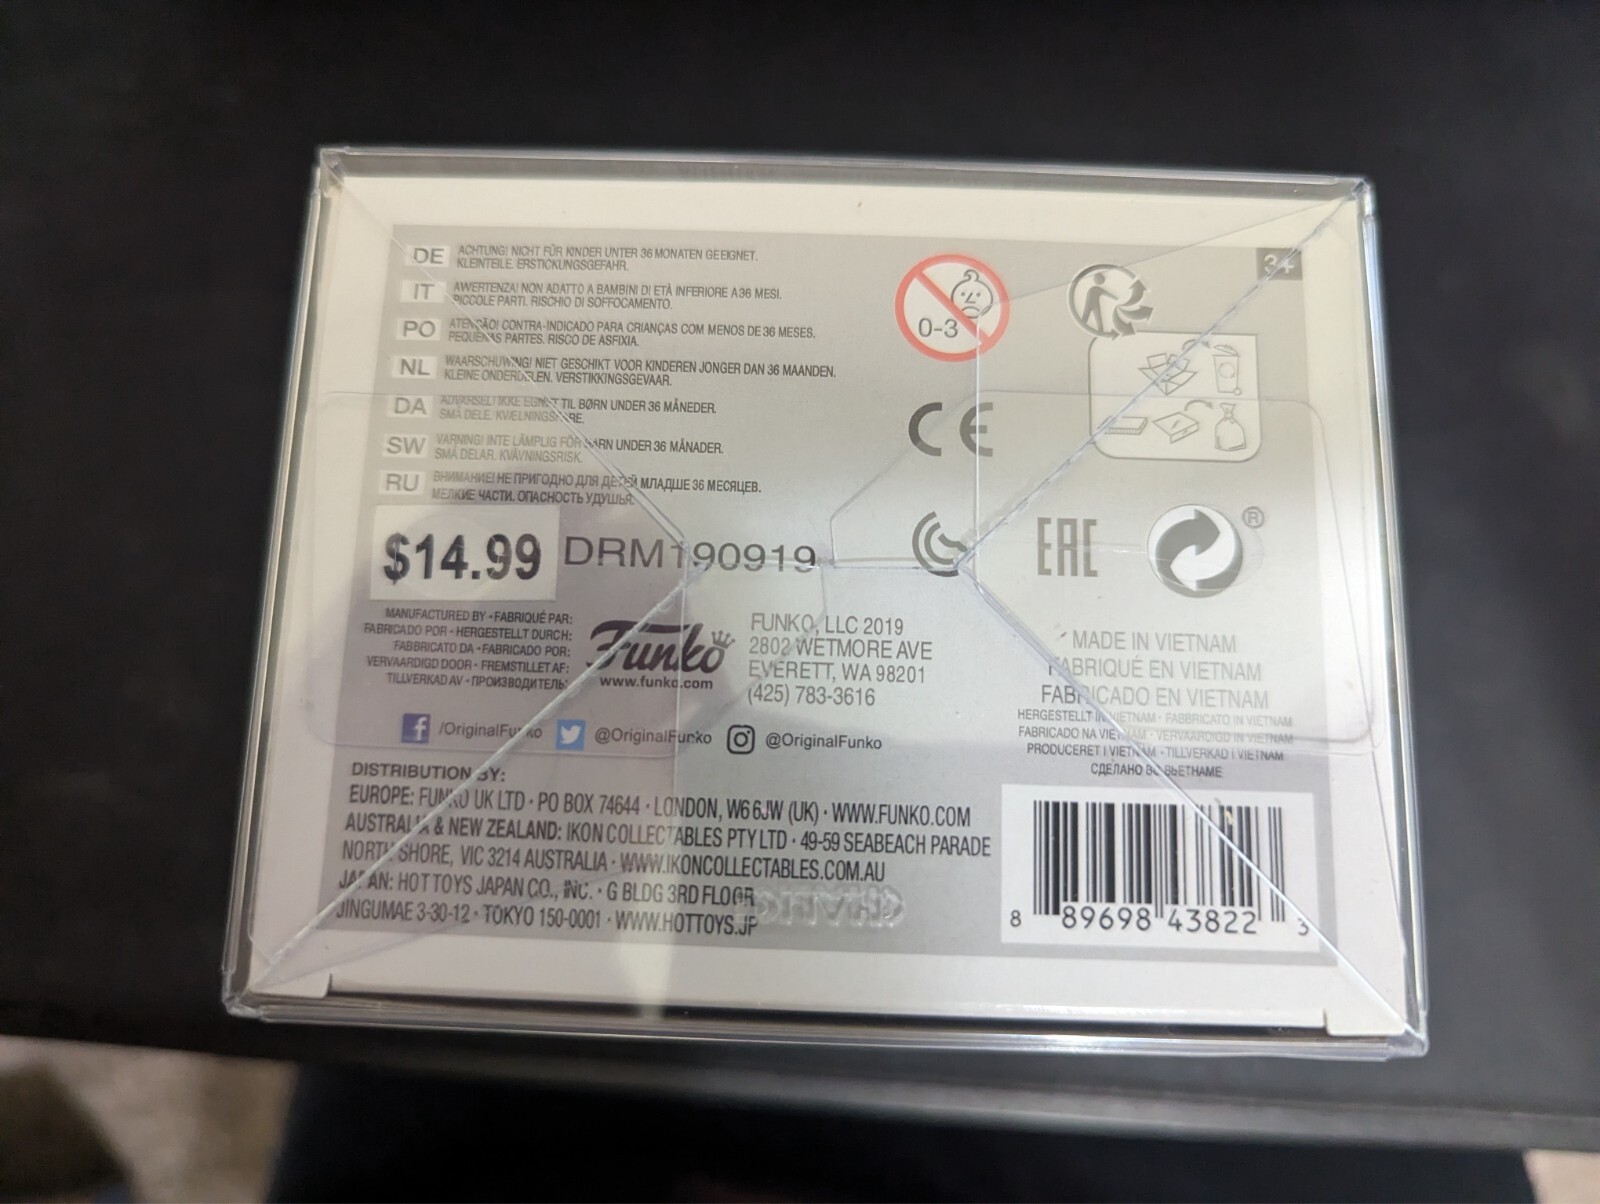 DE ACHTUNG! NICHT FÜR KINDER UNTER 36 MONATEN GEEIGNET.
KLEINTEILE. ERSTICKUNGSGEFAHR.
IT AWERTENZA! NON ADATTO A BAMBINI DI ETÀ INFERIORE A 36 MESI.
PICCOLE PARTI. RISCHIO DI SOFFOCAMENTO.
PO ATENÇÃO! CONTRA-INDICADO PARA CRIANÇAS COM MENOS DE 36 MESES.
PEQUENAS PARTES. RISCO DE ASFIXIA.
NL WAARSCHUWING! NIET GESCHIKT VOOR KINDEREN JONGER DAN 36 MAANDEN.
KLEINE ONDERDELEN. VERSTIKKINGSGEVAAR.
DA ADVARSEL! IKKE EGNET TIL BØRN UNDER 36 MÅNEDER.
SMÅ DELE. KVÆLNINGSFARE.
SW VARNING! INTE LÄMPLIG FÖR BARN UNDER 36 MÅNADER.
SMÅ DELAR. KVÄVNINGSRISK.
RU ВНИМАНИЕ! НЕ ПРИГОДНО ДЛЯ ДЕТЕЙ МЛАДШЕ 36 МЕСЯЦЕВ.
МЕЛКИЕ ЧАСТИ. ОПАСНОСТЬ УДУШЬЯ.
0-3
3+
CE
$14.99 DRM190919
EAC
®
MANUFACTURED BY • FABRIQUÉ PAR:
FABRICADO POR • HERGESTELLT DURCH:
FABBRICATO DA • FABRICADO POR:
VERVAARDIGD DOOR • FREMSTILLET AF:
TILLVERKAD AV • ПРОИЗВОДИТЕЛЬ:
Funko
www.funko.com
FUNKO, LLC 2019
2802 WETMORE AVE
EVERETT, WA 98201
(425) 783-3616
MADE IN VIETNAM
FABRIQUÉ EN VIETNAM
FABRICADO EN VIETNAM
HERGESTELLT IN VIETNAM • FABBRICATO IN VIETNAM
FABRICADO NA VIETNAM • VERVAARDIGD IN VIETNAM
PRODUCERET I VIETNAM • TILLVERKAD I VIETNAM
СДЕЛАНО ВО ВЬЕТНАМЕ
/OriginalFunko @OriginalFunko @OriginalFunko
DISTRIBUTION BY:
EUROPE: FUNKO UK LTD • PO BOX 74644 • LONDON, W6 6JW (UK) • WWW.FUNKO.COM
AUSTRALIA & NEW ZEALAND: IKON COLLECTABLES PTY LTD • 49-59 SEABEACH PARADE
NORTH SHORE, VIC 3214 AUSTRALIA • WWW.IKONCOLLECTABLES.COM.AU
JAPAN: HOT TOYS JAPAN CO., INC. • G BLDG 3RD FLOOR
JINGUMAE 3-30-12 • TOKYO 150-0001 • WWW.HOTTOYS.JP
8 89698 43822 3